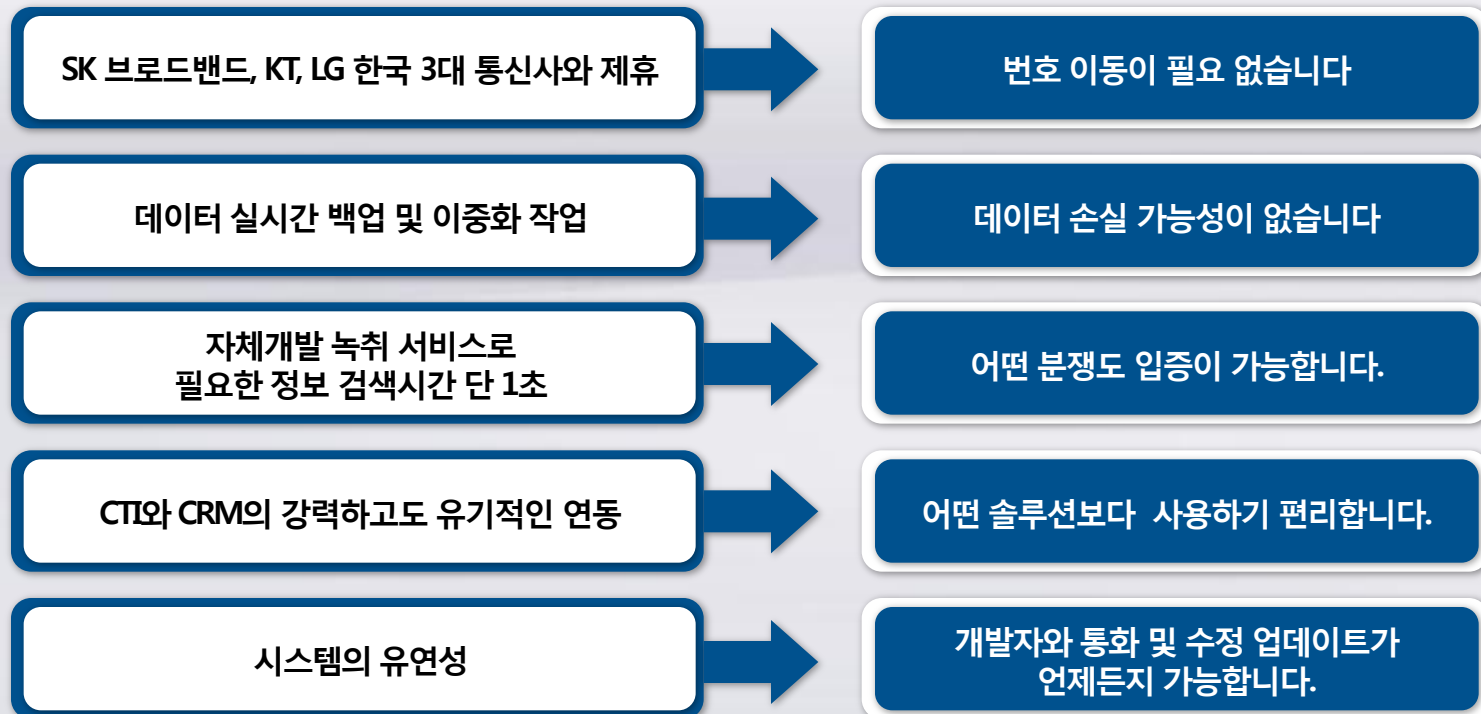 SK 브로드밴드, KT, LG 한국 3대 통신사와 제휴
번호 이동이 필요 없습니다
데이터 실시간 백업 및 이중화 작업
데이터 손실 가능성이 없습니다
자체개발 녹취 서비스로
필요한 정보 검색시간 단 1초
어떤 분쟁도 입증이 가능합니다.
CTI와 CRM의 강력하고도 유기적인 연동
어떤 솔루션보다  사용하기 편리합니다.
시스템의 유연성
개발자와 통화 및 수정 업데이트가
언제든지 가능합니다.